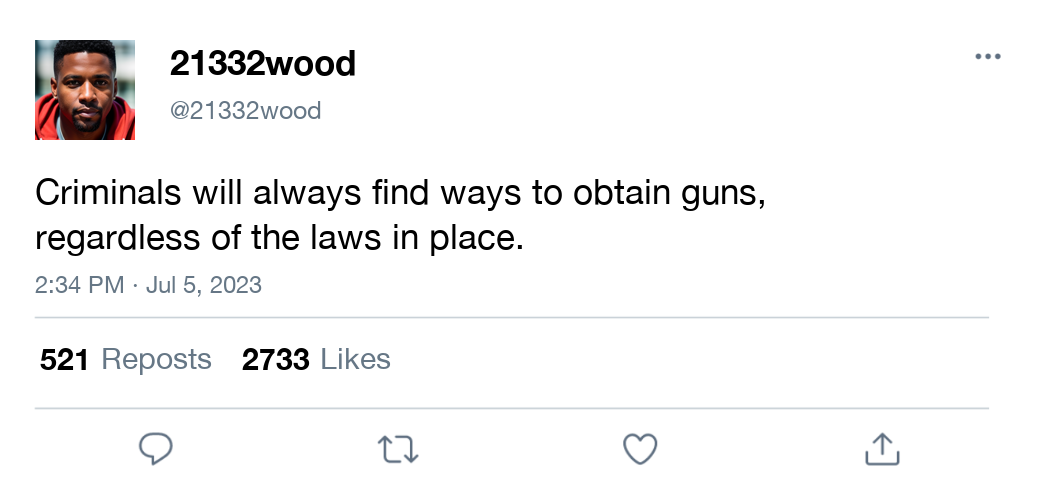 21332wood
@21332wood
Criminals will always find ways to obtain guns,
regardless of the laws in place.
2:34 PM · Jul 5, 2023
521 Reposts 2733 Likes